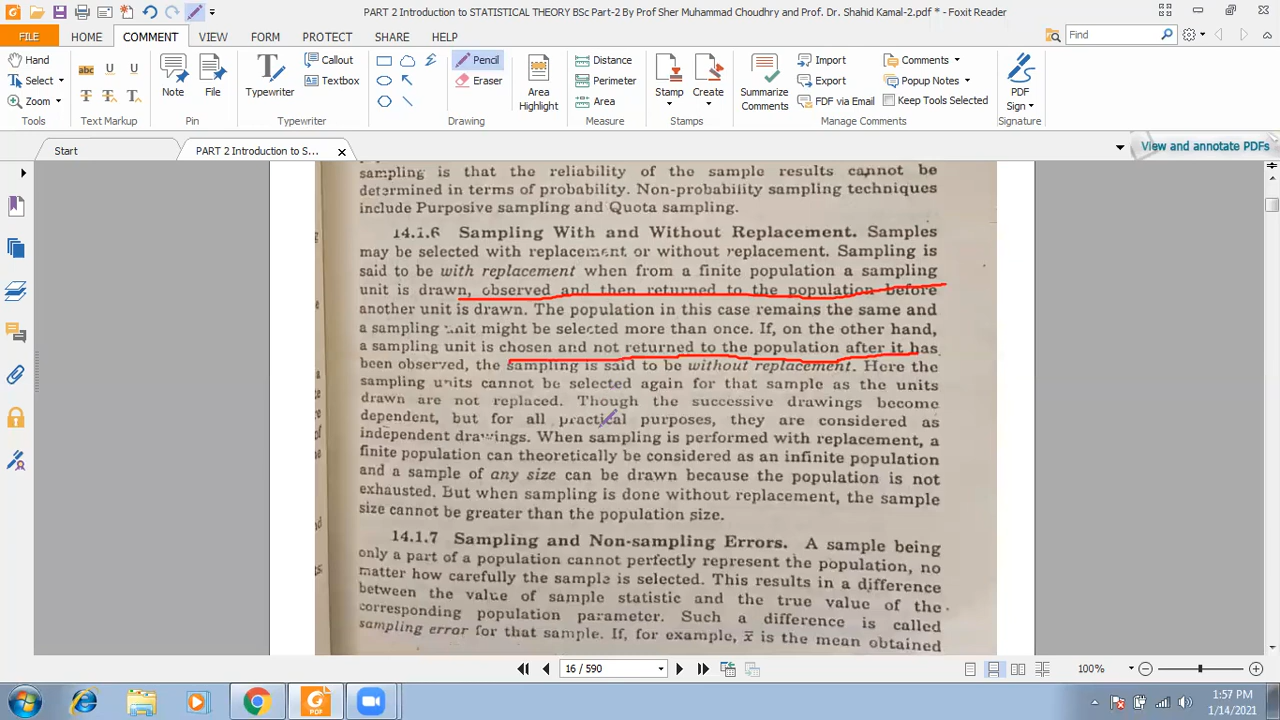 PART 2 Introduction to STATISTICAL THEORY BSc Part-2 By Prof Sher Muhammad Choudhry and Prof. Dr. Shahid Kamal-2.pdf * - Foxit Reader
FILE HOME COMMENT VIEW FORM PROTECT SHARE HELP
Find
Hand
Select
Zoom
Tools
Text Markup
Note
File
Pin
Typewriter
Callout
Textbox
Typewriter
Pencil
Eraser
Drawing
Area Highlight
Distance
Perimeter
Area
Measure
Stamp
Create
Stamps
Summarize Comments
Import
Export
FDF via Email
Comments
Popup Notes
Keep Tools Selected
Manage Comments
PDF Sign
Signature
Start
PART 2 Introduction to S...
View and annotate PDFs
sampling is that the reliability of the sample results cannot be
determined in terms of probability. Non-probability sampling techniques
include Purposive sampling and Quota sampling.
14.1.6 Sampling With and Without Replacement. Samples
may be selected with replacement or without replacement. Sampling is
said to be with replacement when from a finite population a sampling
unit is drawn, observed and then returned to the population before
another unit is drawn. The population in this case remains the same and
a sampling unit might be selected more than once. If, on the other hand,
a sampling unit is chosen and not returned to the population after it has
been observed, the sampling is said to be without replacement. Here the
sampling units cannot be selected again for that sample as the units
drawn are not replaced. Though the successive drawings become
dependent, but for all practical purposes, they are considered as
independent drawings. When sampling is performed with replacement, a
finite population can theoretically be considered as an infinite population
and a sample of any size can be drawn because the population is not
exhausted. But when sampling is done without replacement, the sample
size cannot be greater than the population size.
14.1.7 Sampling and Non-sampling Errors. A sample being
only a part of a population cannot perfectly represent the population, no
matter how carefully the sample is selected. This results in a difference
between the value of sample statistic and the true value of the
corresponding population parameter. Such a difference is called
sampling error for that sample. If, for example, x̅ is the mean obtained
16 / 590
100%
1:57 PM
1/14/2021